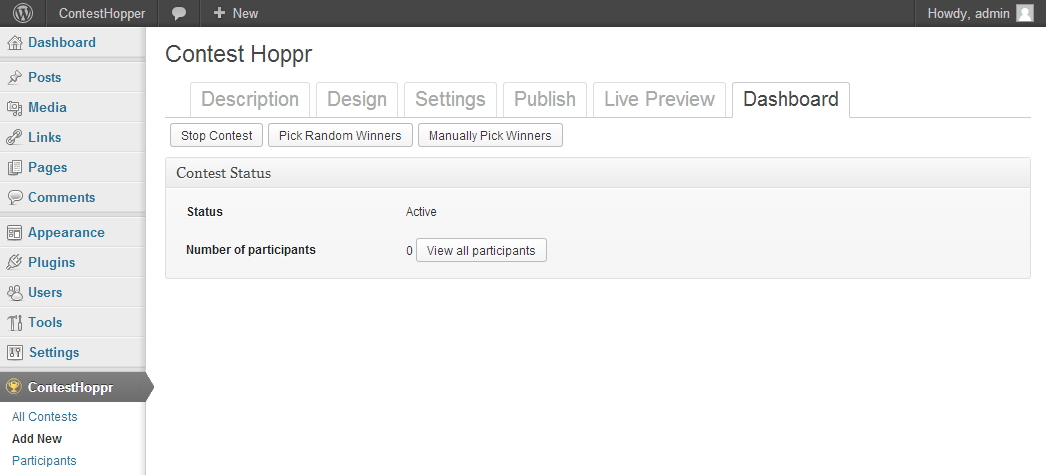 ContestHopper New Howdy, admin
Dashboard
Posts
Media
Links
Pages
Comments
Appearance
Plugins
Users
Tools
Settings
ContestHoppr
All Contests
Add New
Participants
Contest Hoppr
Description Design Settings Publish Live Preview Dashboard
Stop Contest Pick Random Winners Manually Pick Winners
Contest Status
Status Active
Number of participants 0 View all participants